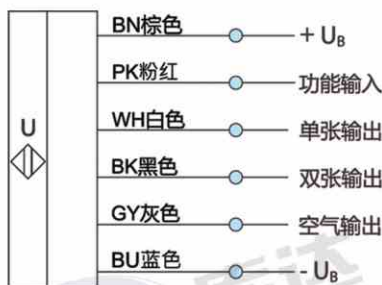 BN棕色 + UB
PK粉红 功能输入
WH白色 单张输出
U
BK黑色 双张输出
GY灰色 空气输出
BU蓝色 - UB